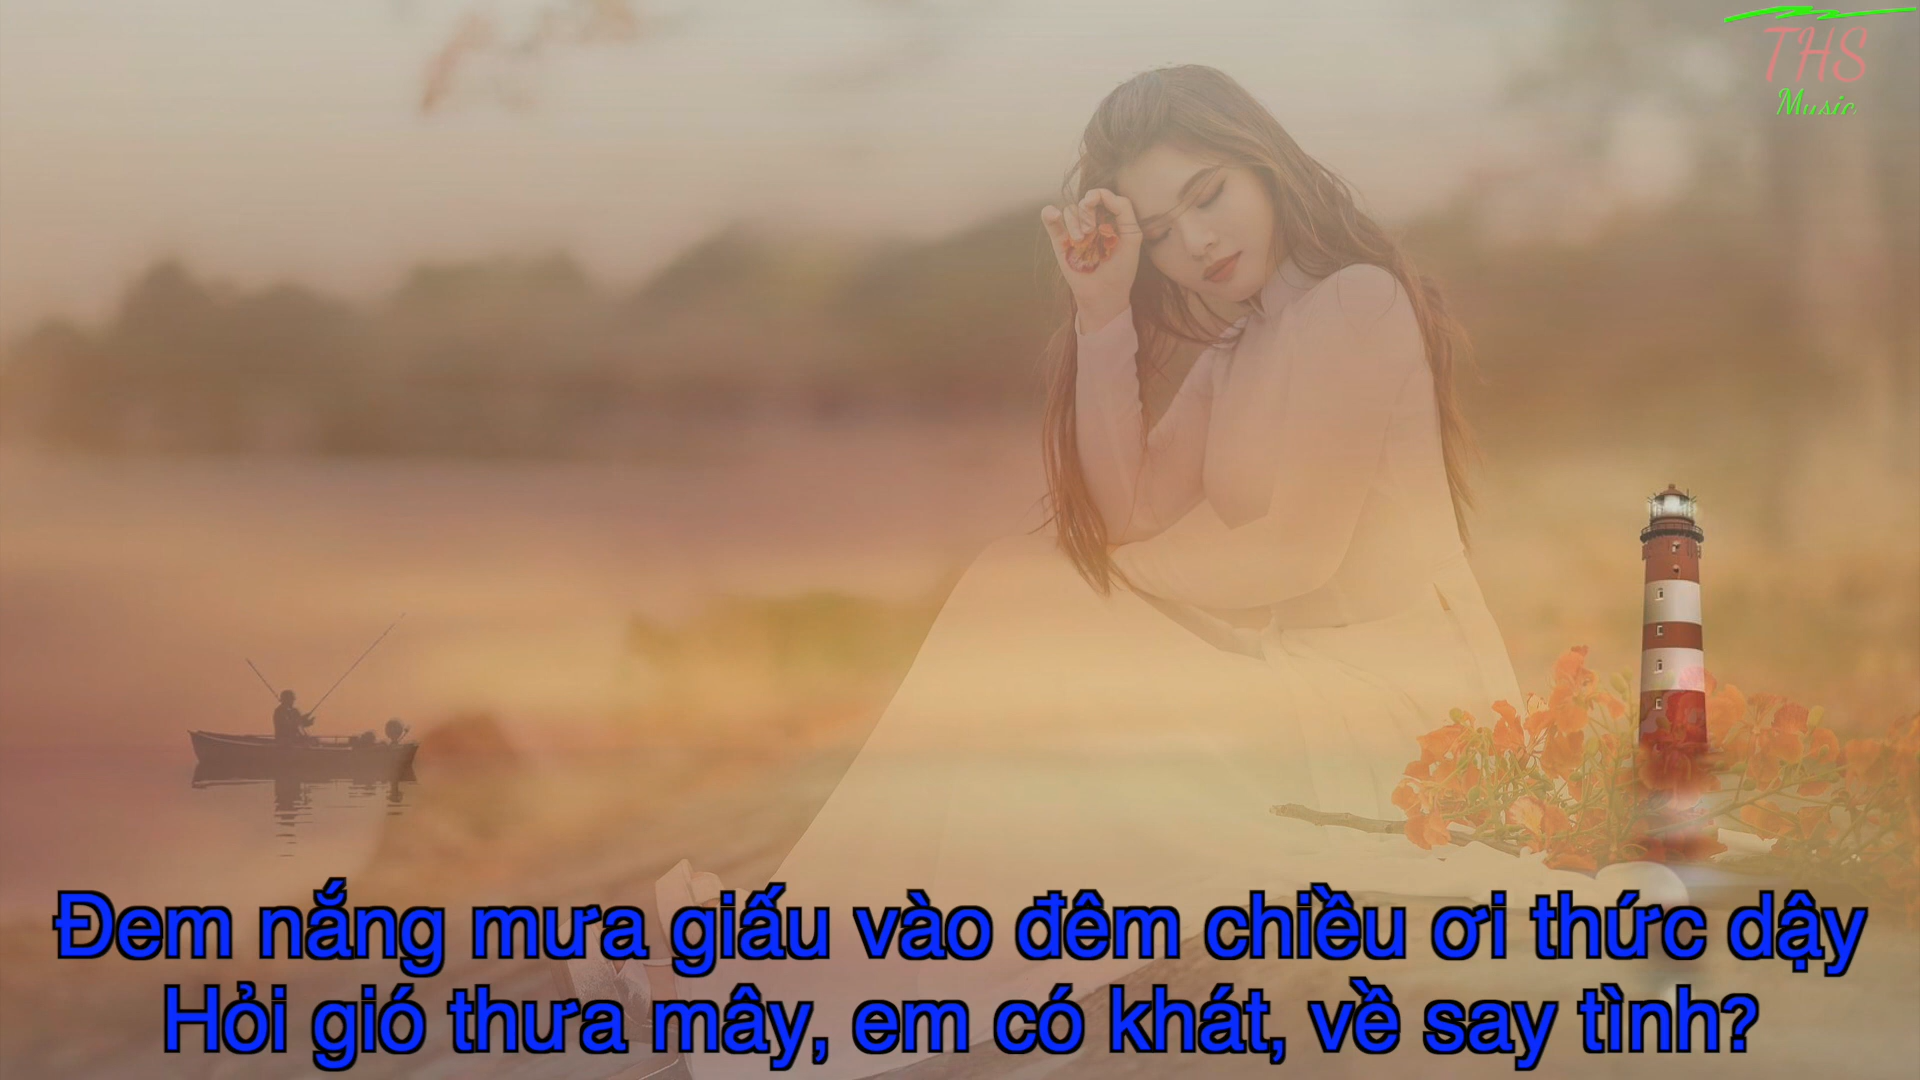 THS
Music
Đem nắng mưa giấu vào đêm chiều ơi thức dậy
Hỏi gió thưa mây, em có khát, về say tình?